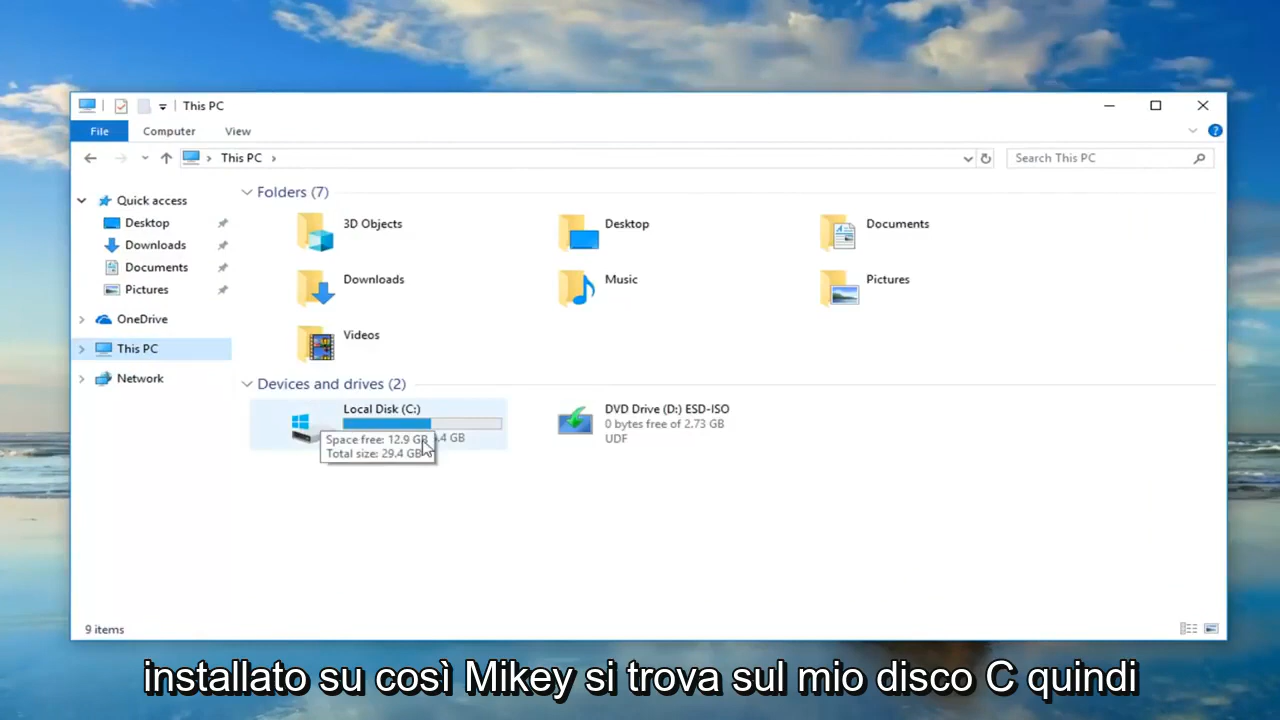 This PC
File Computer View
This PC
Search This PC
Quick access
Desktop
Downloads
Documents
Pictures
OneDrive
This PC
Network
Folders (7)
3D Objects
Desktop
Documents
Downloads
Music
Pictures
Videos
Devices and drives (2)
Local Disk (C:)
.4 GB
Space free: 12.9 GB
Total size: 29.4 GB
DVD Drive (D:) ESD-ISO
0 bytes free of 2.73 GB
UDF
9 items
installato su così Mikey si trova sul mio disco C quindi